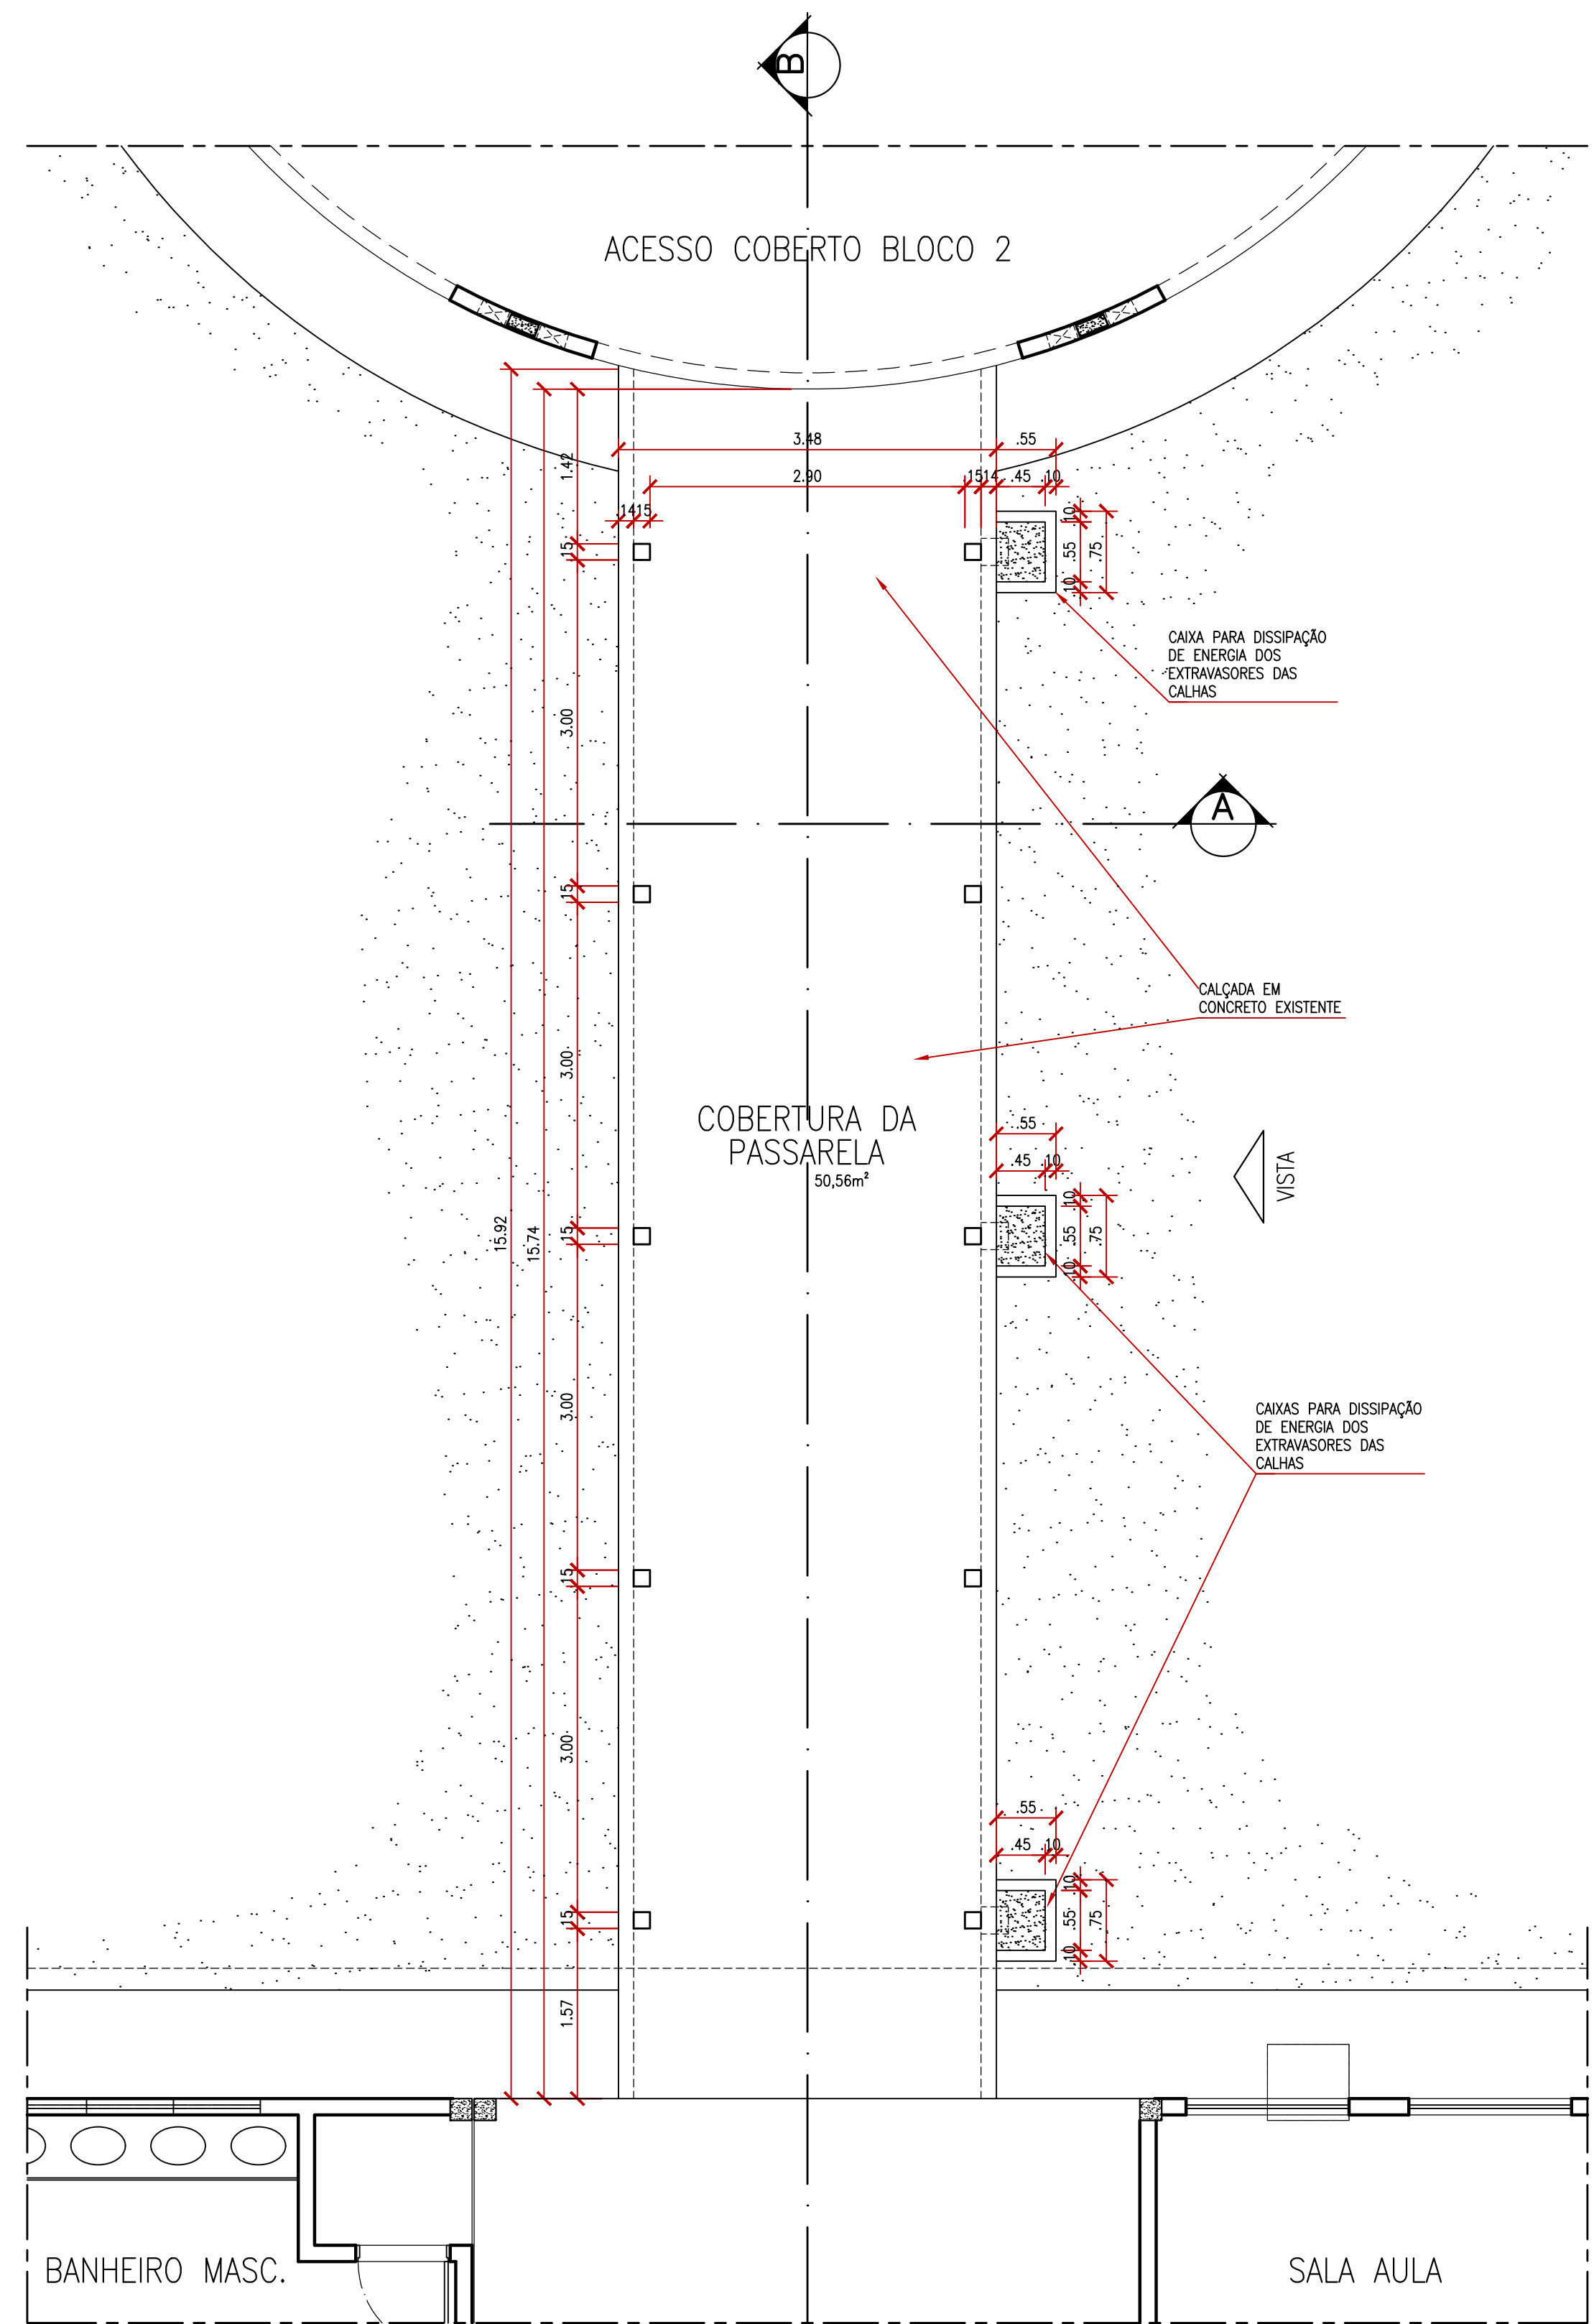 B
ACESSO COBERTO BLOCO 2
3.48
.55
2.90
.15
.14
.45
.10
.14
.15
1.42
.15
.10
.55
.10
.75
CAIXA PARA DISSIPAÇÃO
DE ENERGIA DOS
EXTRAVASORES DAS
CALHAS
3.00
A
.15
CALÇADA EM
CONCRETO EXISTENTE
3.00
COBERTURA DA
PASSARELA
50,56m²
.55
.45
.10
VISTA
15.92
15.74
.15
.10
.55
.10
.75
3.00
CAIXAS PARA DISSIPAÇÃO
DE ENERGIA DOS
EXTRAVASORES DAS
CALHAS
.15
3.00
.55
.45
.10
.15
.10
.55
.10
.75
1.57
BANHEIRO MASC.
SALA AULA